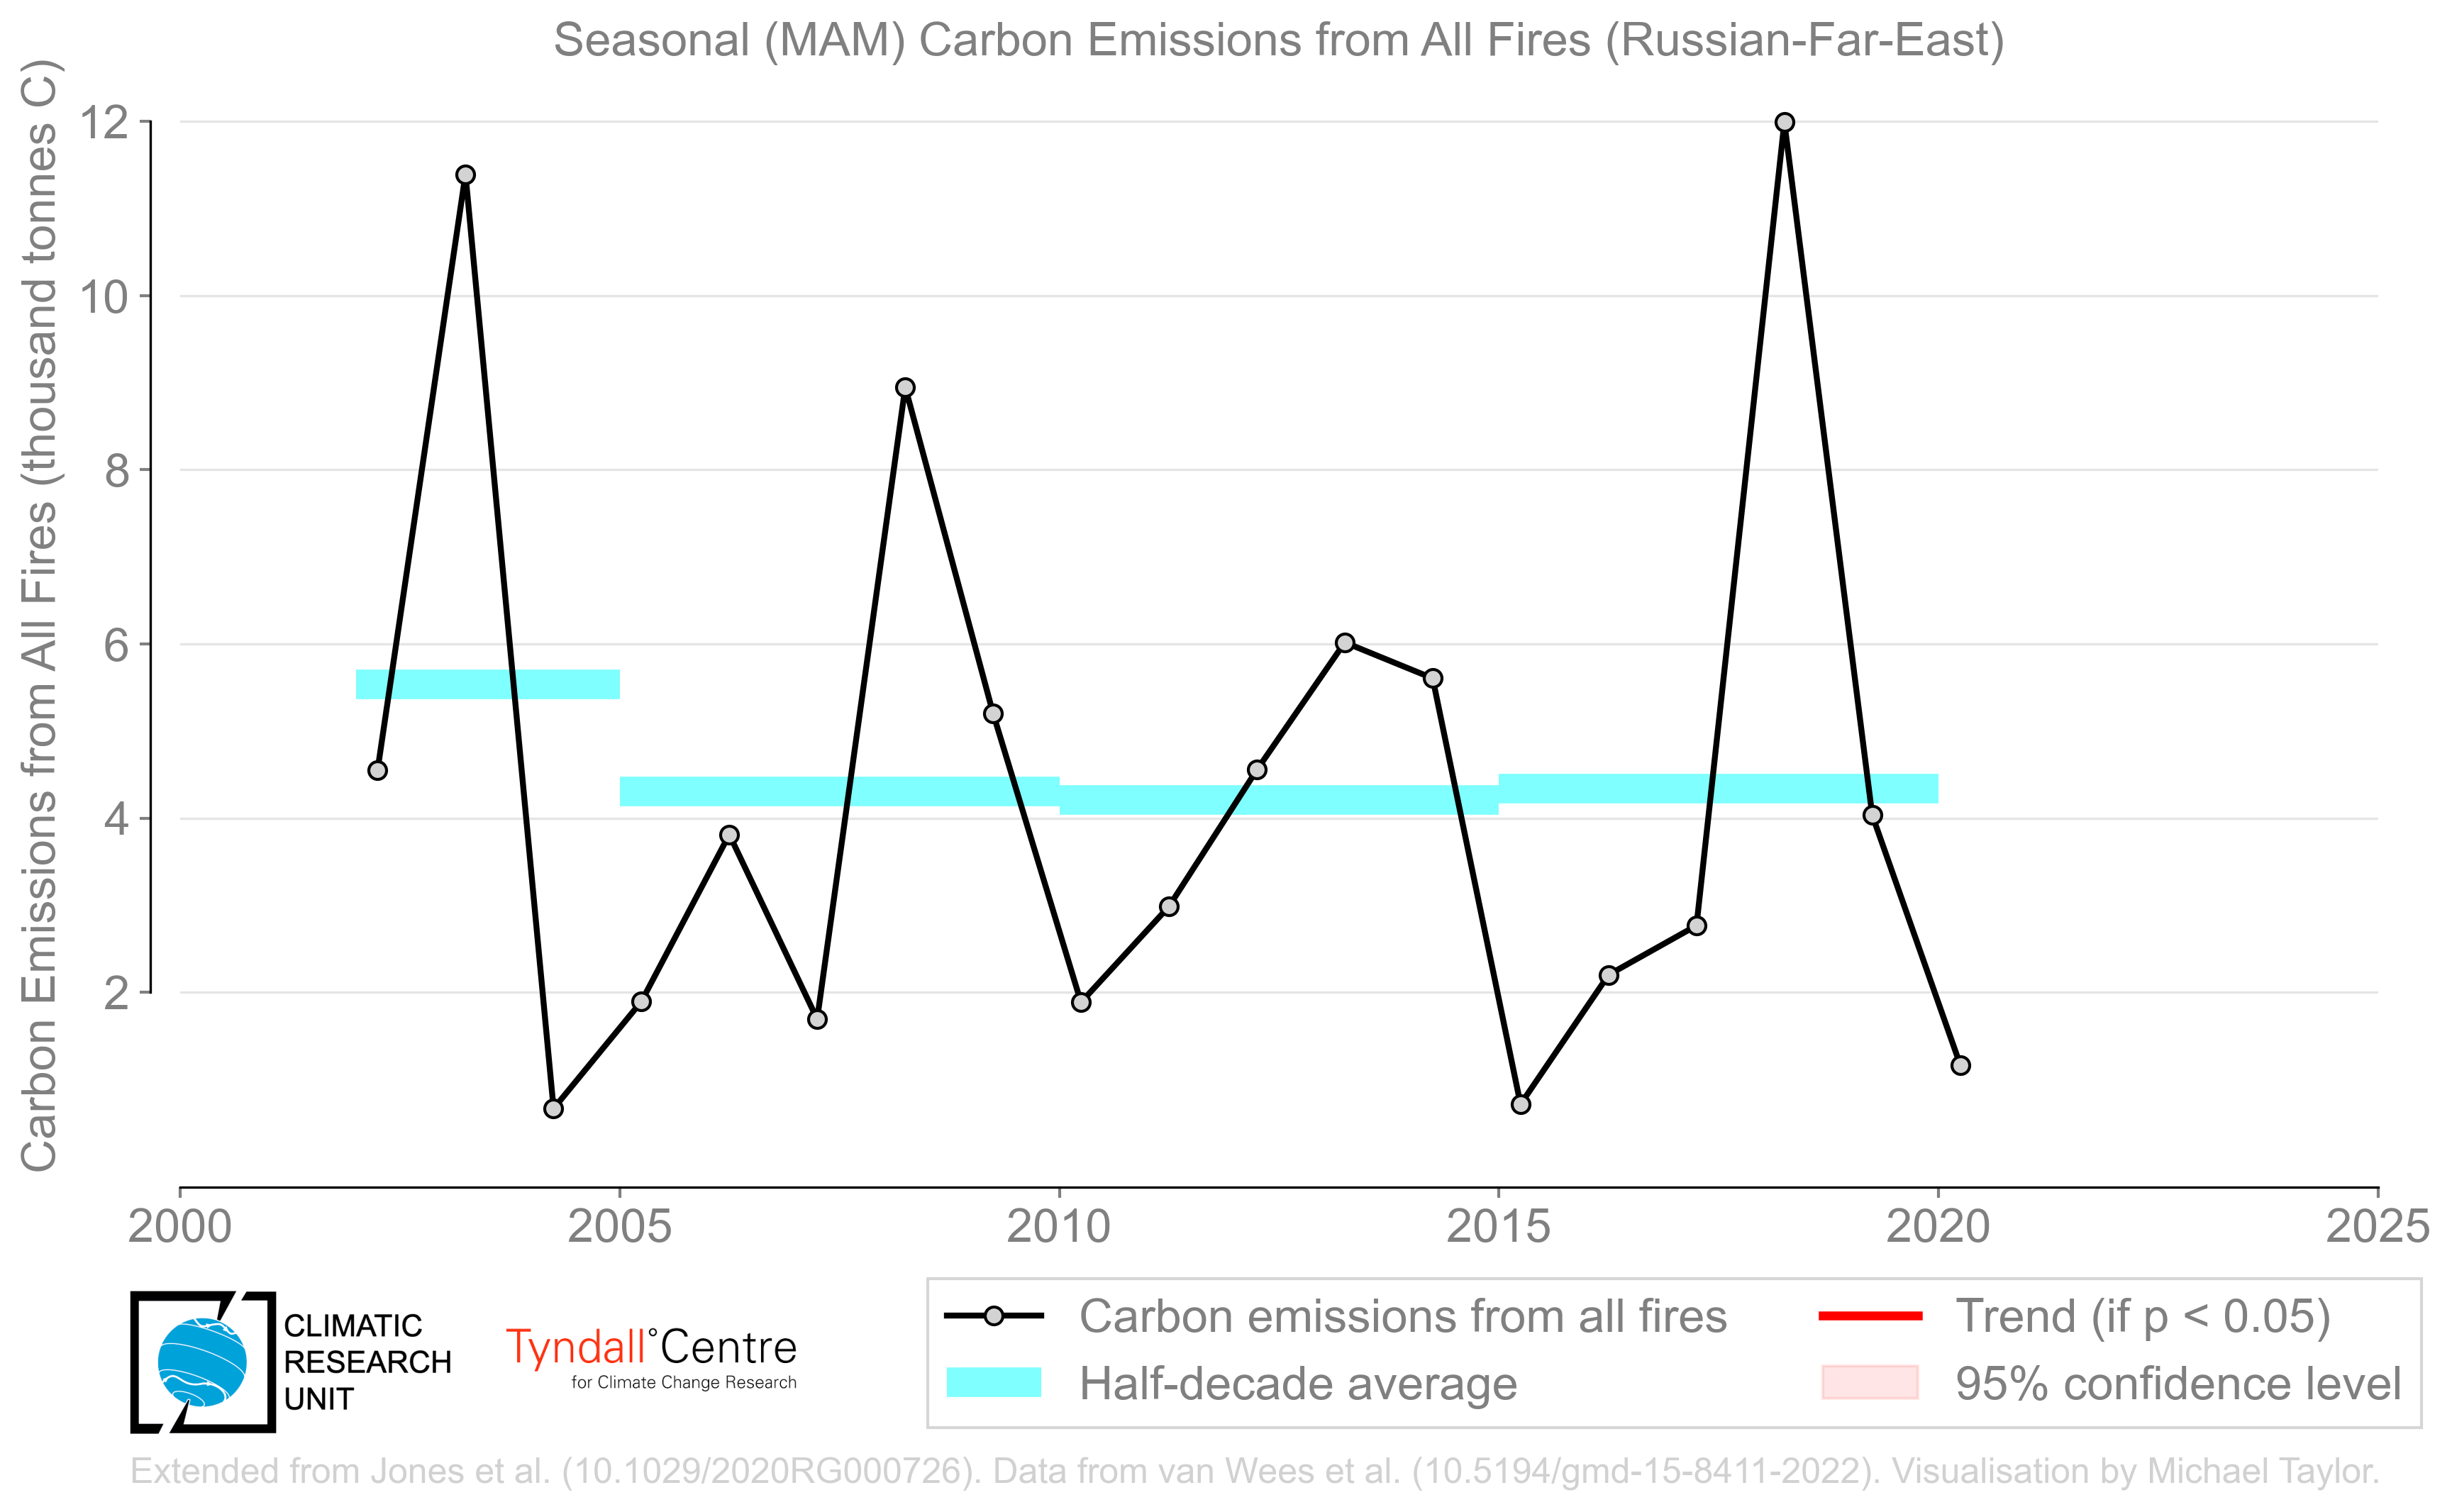 Seasonal (MAM) Carbon Emissions from All Fires (Russian-Far-East)
Carbon Emissions from All Fires (thousand tonnes C)
12
10
8
6
4
2
2000
2005
2010
2015
2020
2025
CLIMATIC
RESEARCH
UNIT
Tyndall°Centre
for Climate Change Research
Carbon emissions from all fires
Half-decade average
Trend (if p < 0.05)
95% confidence level
Extended from Jones et al. (10.1029/2020RG000726). Data from van Wees et al. (10.5194/gmd-15-8411-2022). Visualisation by Michael Taylor.